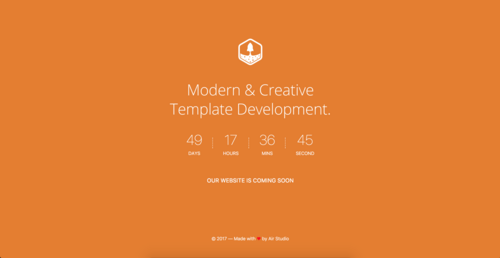 Modern & Creative
Template Development.
49 17 36 45
DAYS HOURS MINS SECOND
OUR WEBSITE IS COMING SOON
© 2017 — Made with ❤ by Air Studio